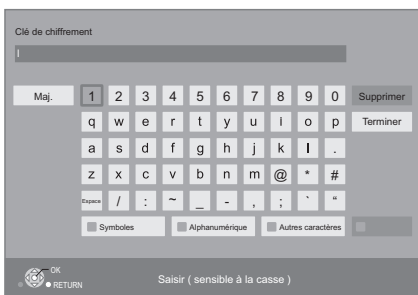 Clé de chiffrement
Maj. 1 2 3 4 5 6 7 8 9 0 Supprimer
q w e r t y u i o p Terminer
a s d f g h j k l .
z x c v b n m @ * #
Espace / : ~ _ - , ; ` “
Symboles Alphanumérique Autres caractères
OK
RETURN
Saisir ( sensible à la casse )